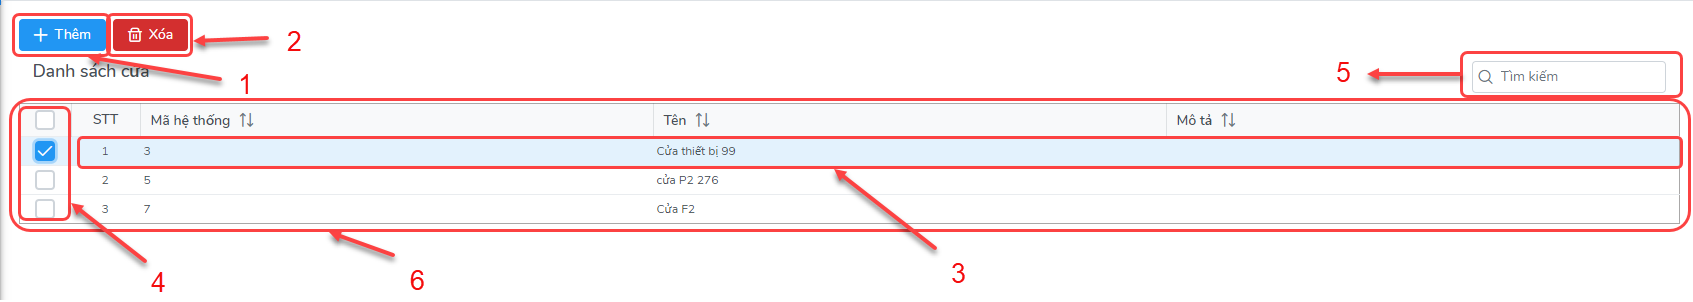 Thêm Xóa 2
Danh sách cửa 1 5 Tìm kiếm
STT Mã hệ thống Tên Mô tả
1 3 Cửa thiết bị 99
2 5 cửa P2 276
3 7 Cửa F2
4 6 3